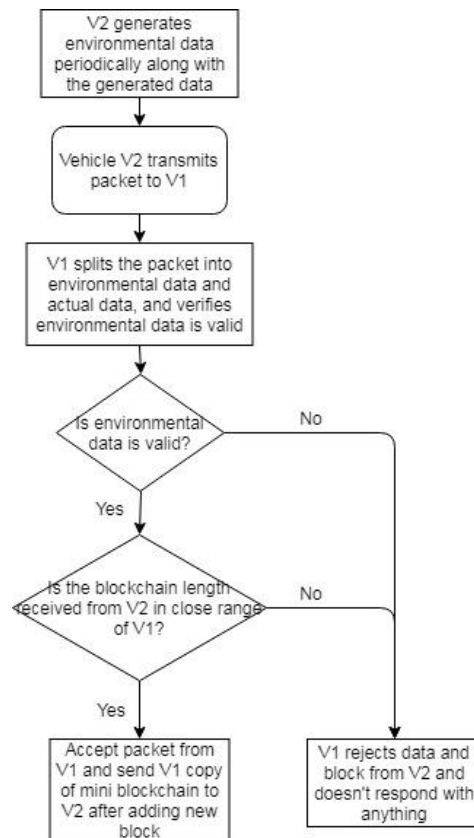 V2 generates
environmental data
periodically along with
the generated data
Vehicle V2 transmits
packet to V1
V1 splits the packet into
environmental data and
actual data, and verifies
environmental data is valid
Is environmental
data is valid?
No
Yes
Is the blockchain length
received from V2 in close range
of V1?
No
Yes
Accept packet from
V1 and send V1 copy
of mini blockchain to
V2 after adding new
block
V1 rejects data and
block from V2 and
doesn't respond with
anything